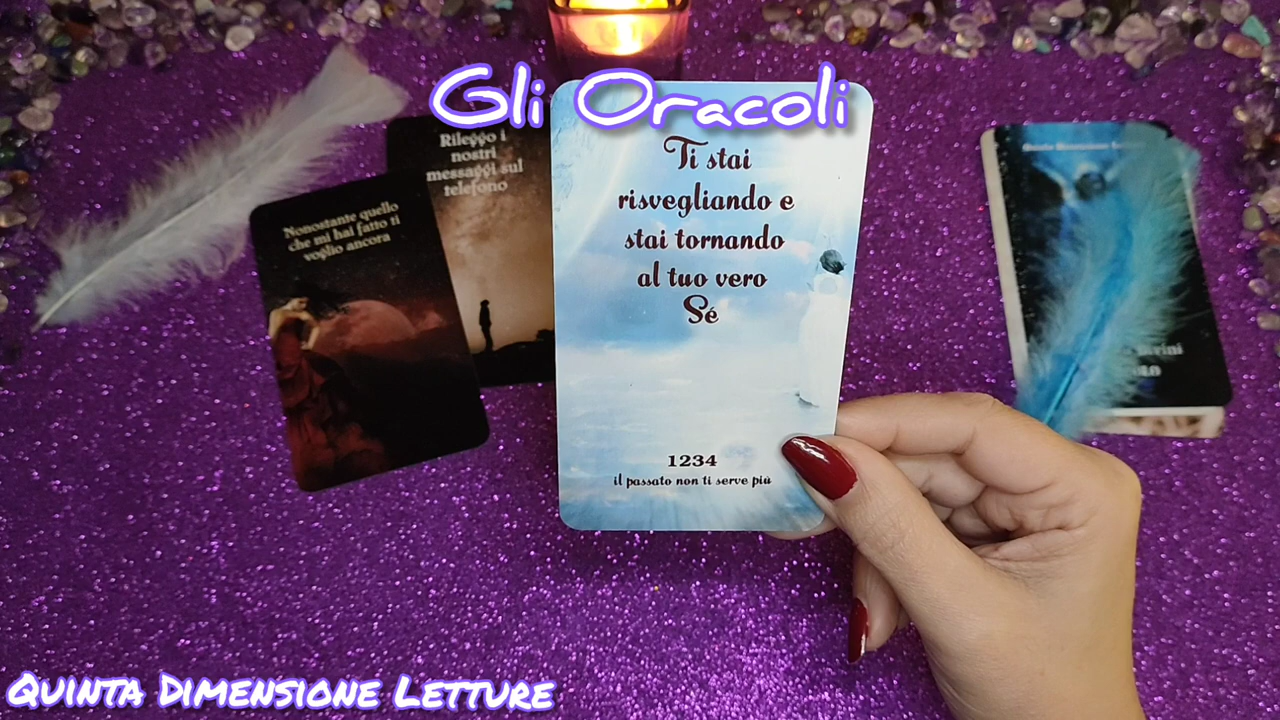 Gli Oracoli
Rileggo i
nostri
messaggi sul
telefono
Nonostante quello
che mi hai fatto ti
voglio ancora
Ti stai
risvegliando e
stai tornando
al tuo vero
Sé
1234
il passato non ti serve più
Quinta Dimensione Letture